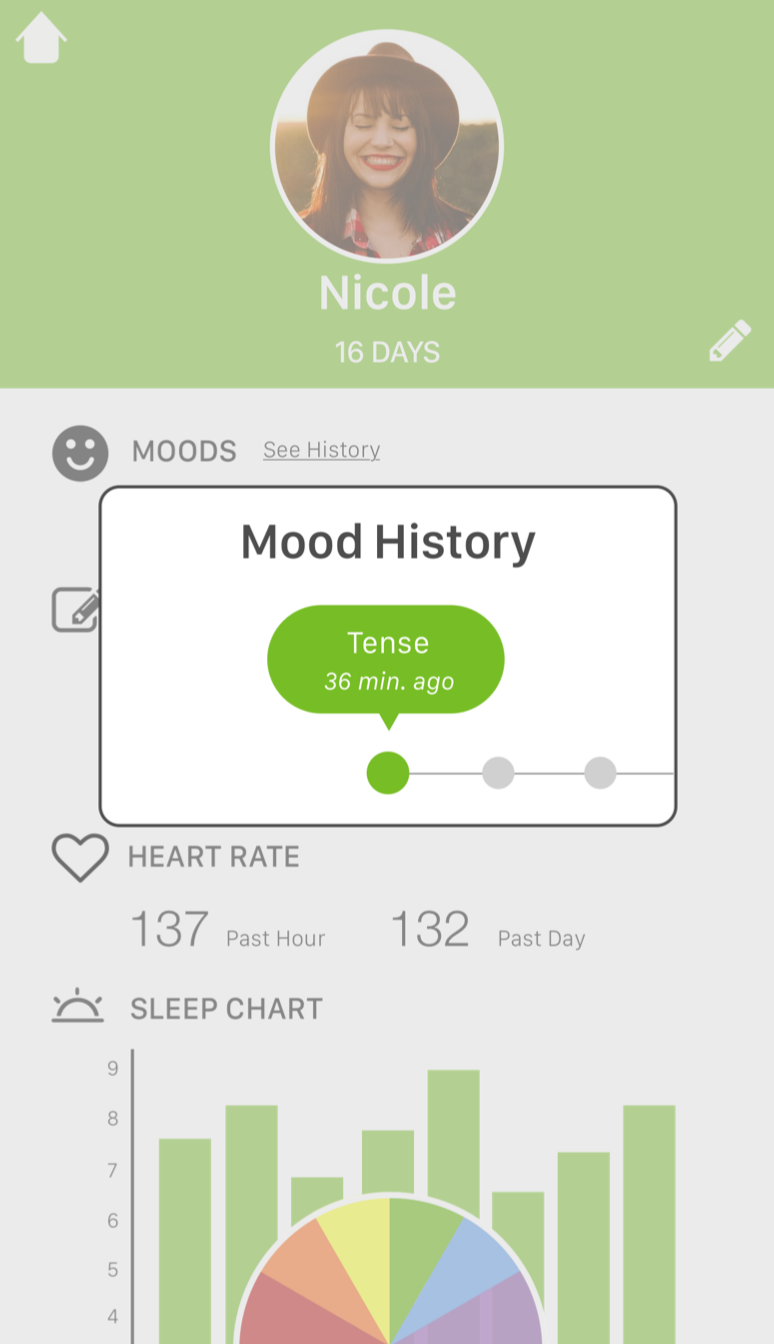 Nicole
16 DAYS
MOODS See History
Mood History
Tense
36 min. ago
HEART RATE
137 Past Hour 132 Past Day
SLEEP CHART
9
8
7
6
5
4